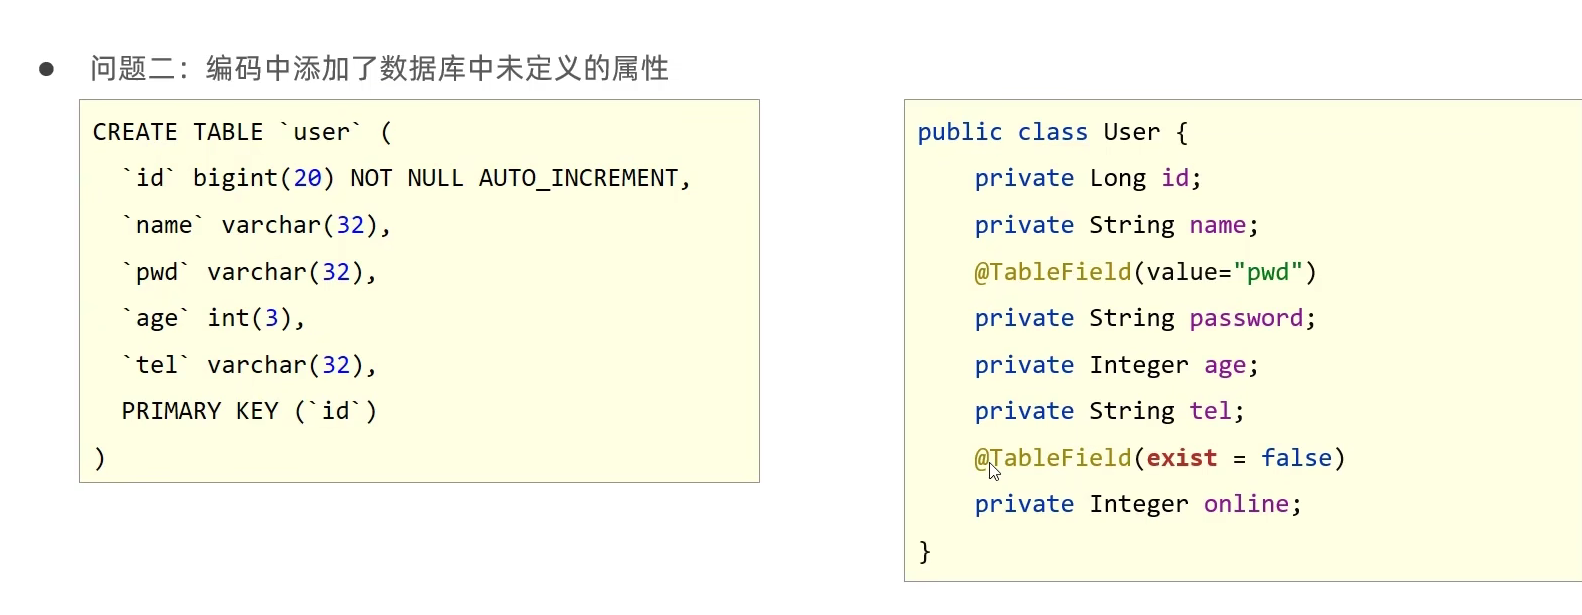 ● 问题二：编码中添加了数据库中未定义的属性
CREATE TABLE `user` (
  `id` bigint(20) NOT NULL AUTO_INCREMENT,
  `name` varchar(32),
  `pwd` varchar(32),
  `age` int(3),
  `tel` varchar(32),
  PRIMARY KEY (`id`)
)
public class User {
    private Long id;
    private String name;
    @TableField(value="pwd")
    private String password;
    private Integer age;
    private String tel;
    @TableField(exist = false)
    private Integer online;
}